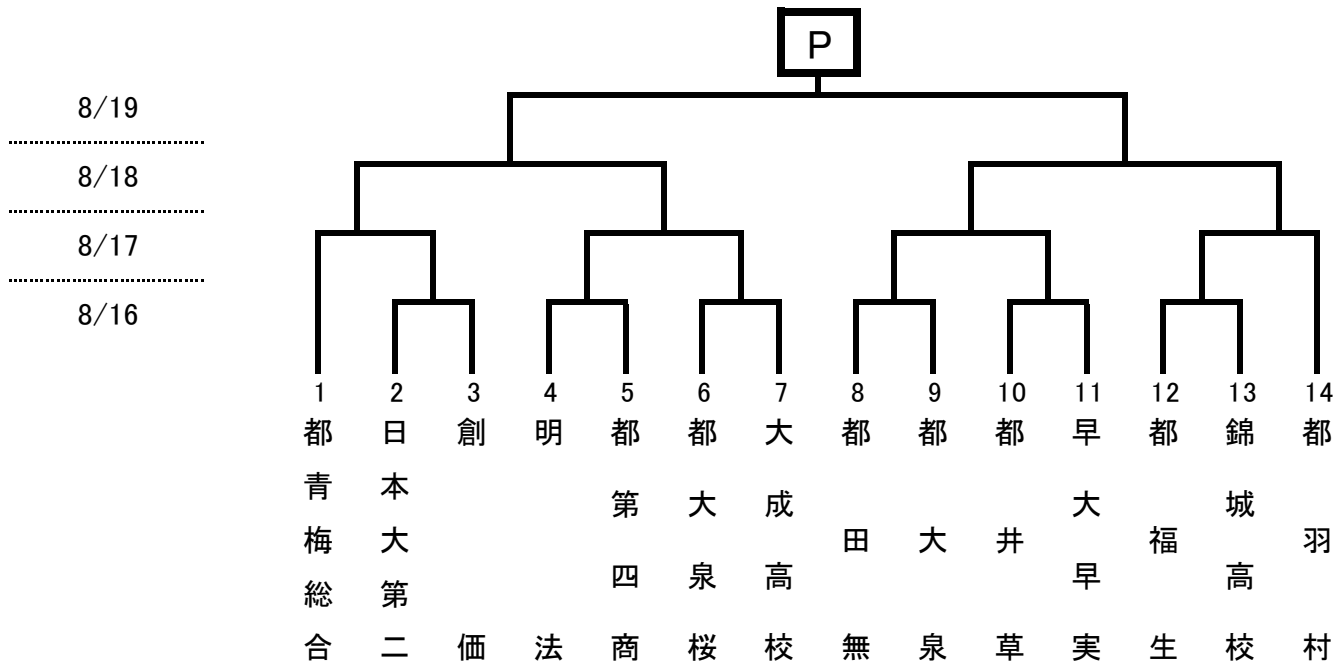 P
8/19
8/18
8/17
8/16
1
2
3
4
5
6
7
8
9
10
11
12
13
14
都青梅総合
日本大第二
創価
明法
都第四商
都大泉桜
大成高校
都田無
都大泉
都井草
早大早実
都福生
錦城高校
都羽村